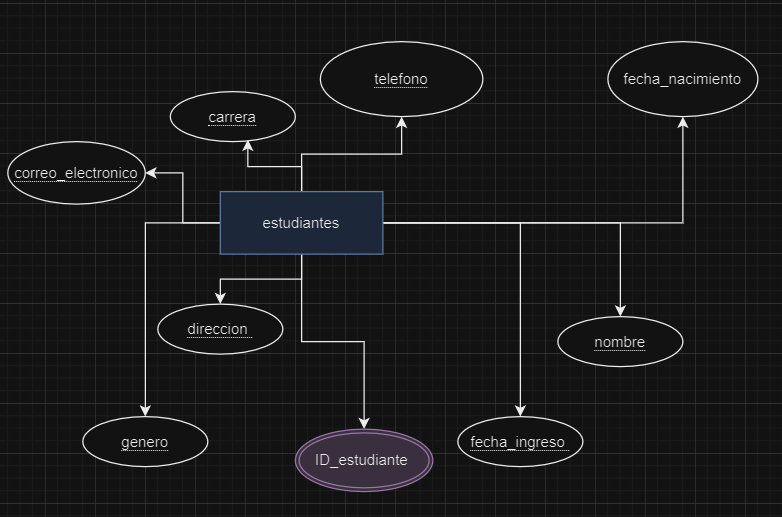 telefono
fecha_nacimiento
carrera
correo_electronico
estudiantes
direccion
nombre
genero
fecha_ingreso
ID_estudiante